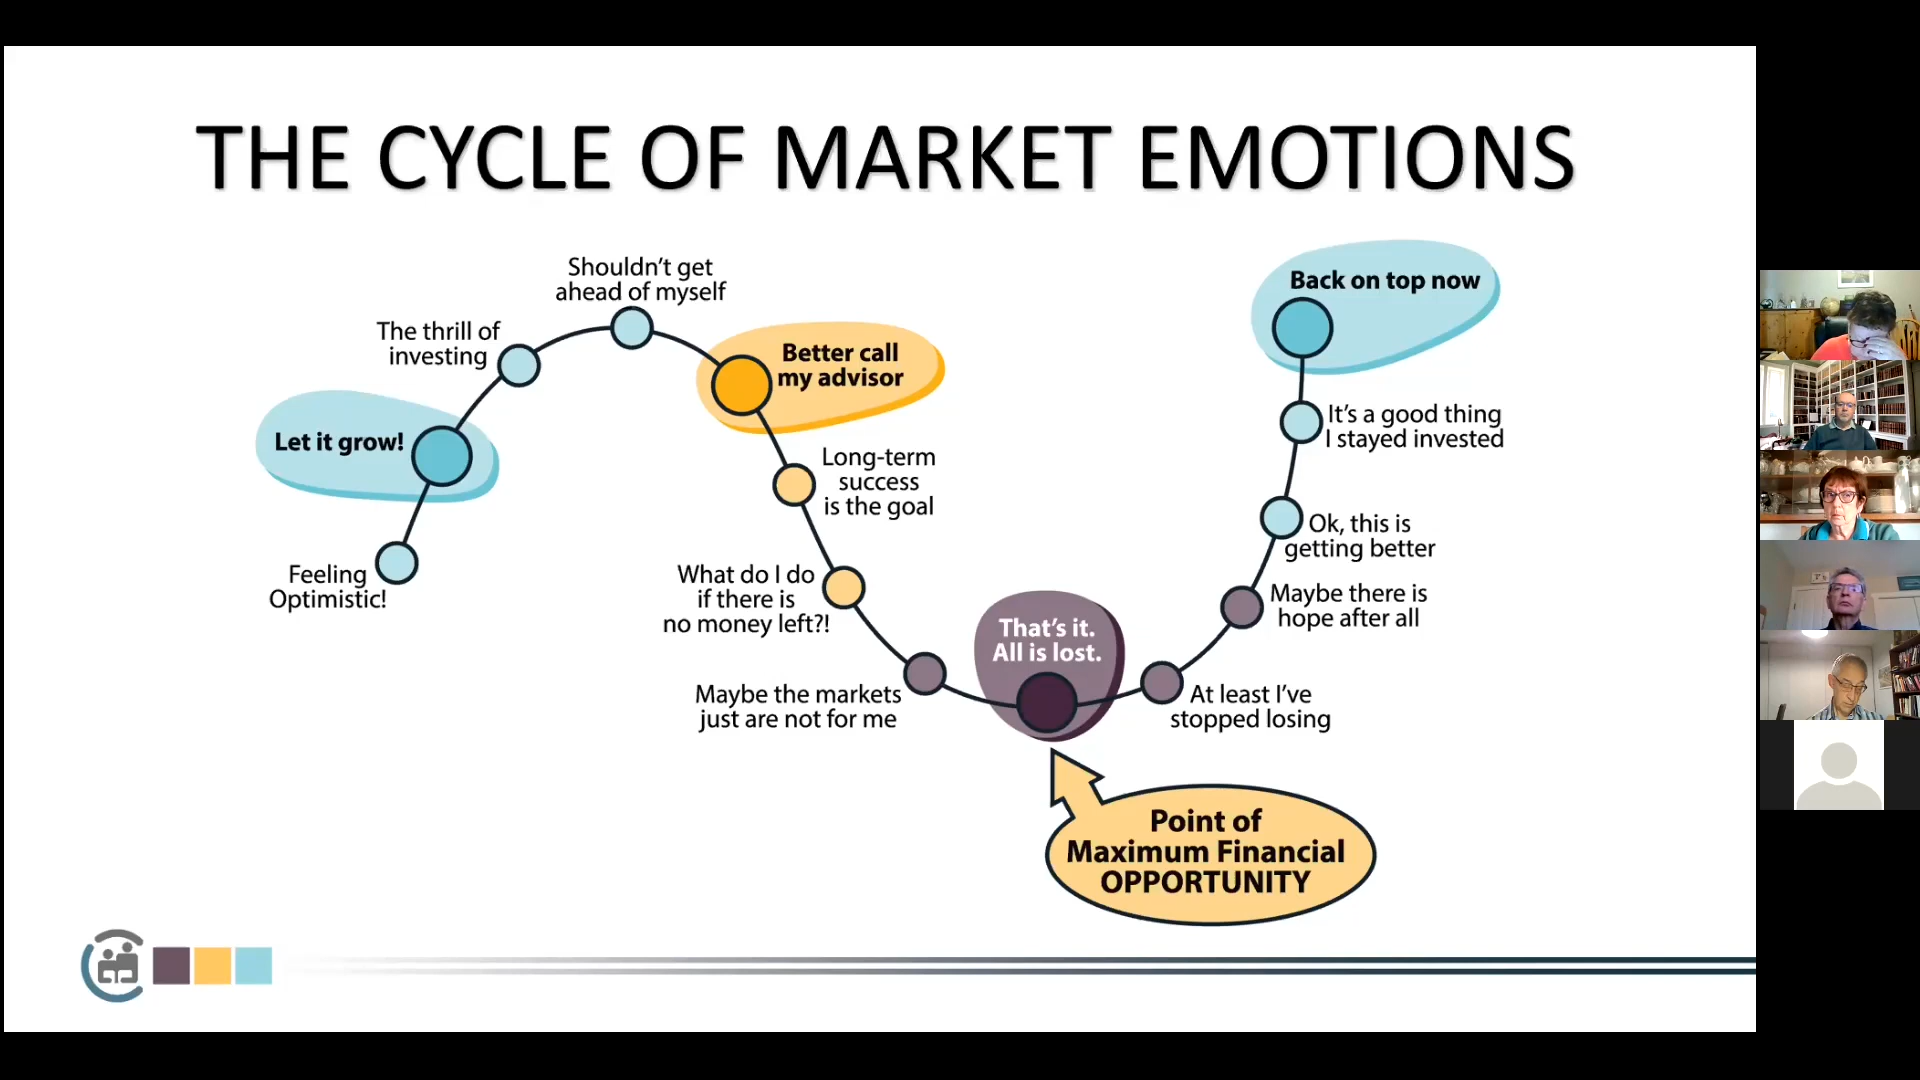 THE CYCLE OF MARKET EMOTIONS
Shouldn't get
ahead of myself
The thrill of
investing
Let it grow!
Feeling
Optimistic!
Better call
my advisor
Long-term
success
is the goal
What do I do
if there is
no money left?!
Maybe the markets
just are not for me
That's it.
All is lost.
Point of
Maximum Financial
OPPORTUNITY
At least I've
stopped losing
Maybe there is
hope after all
Ok, this is
getting better
It's a good thing
I stayed invested
Back on top now